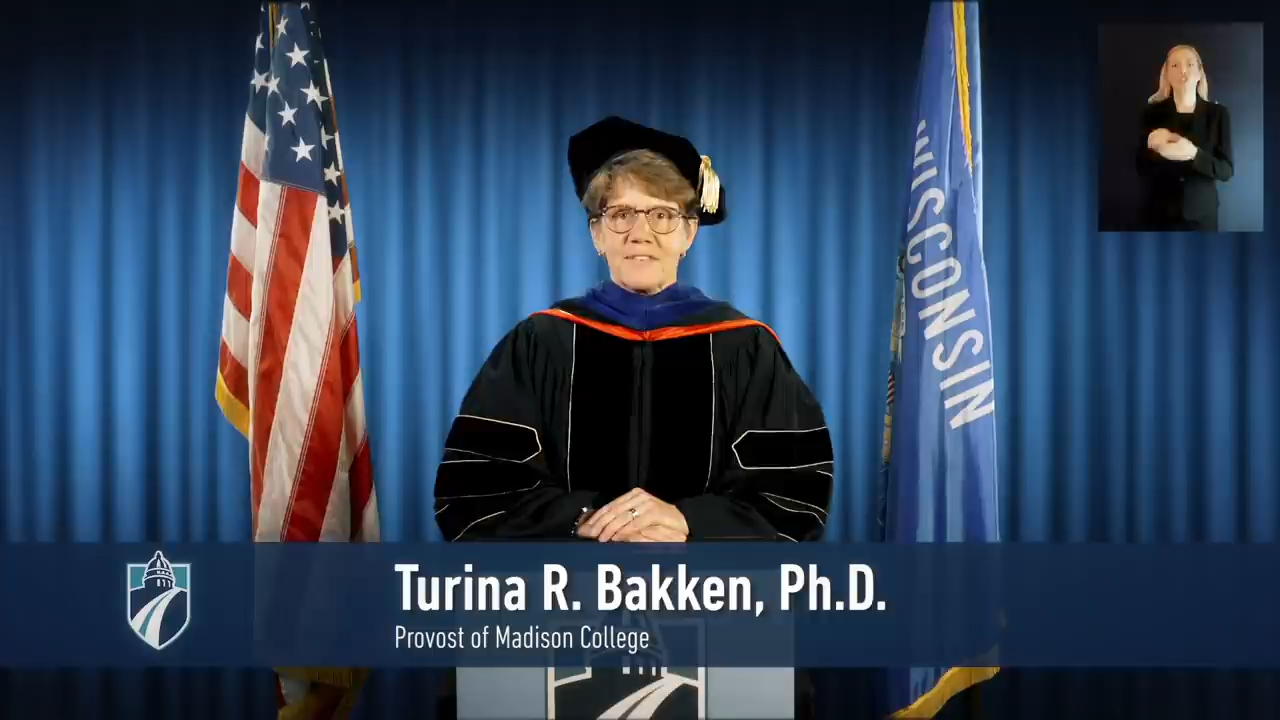 WISCONSIN
Turina R. Bakken, Ph.D.
Provost of Madison College